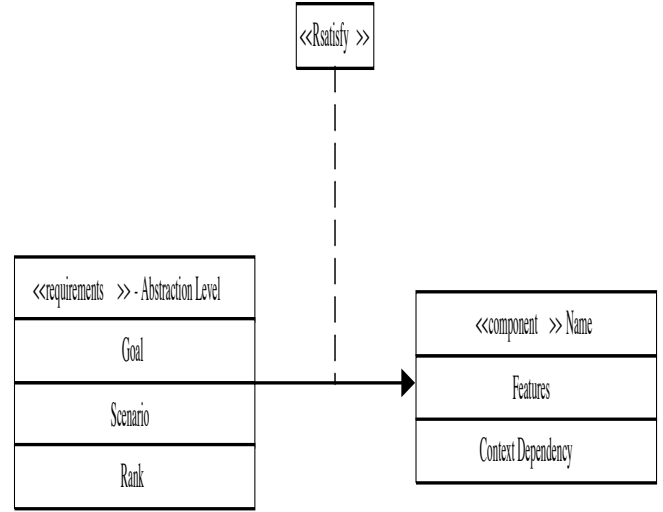 <<Rsatisfy >>
<<requirements >> - Abstraction Level
Goal
Scenario
Rank
<<component >> Name
Features
Context Dependency